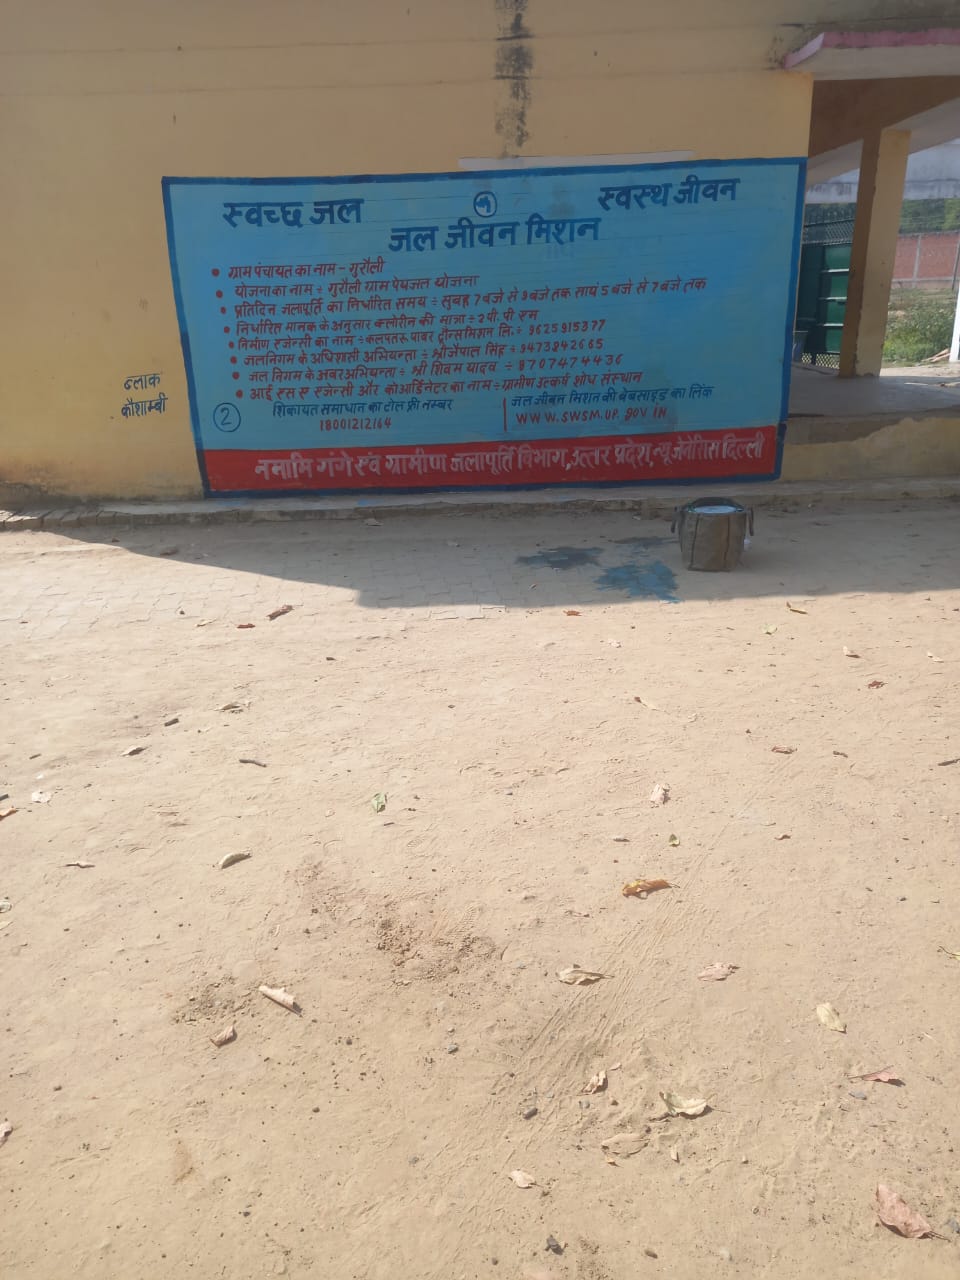 स्वच्छ जल
स्वस्थ जीवन
जल जीवन मिशन
• ग्राम पंचायत का नाम - गुरौली
• योजना का नाम ÷ गुरौली ग्राम पेयजल योजना
• प्रतिदिन जलापूर्ति का निर्धारित समय ÷ सुबह 7 बजे से 9 बजे तक सायं 5 बजे से 7 बजे तक
• निर्धारित मानक के अनुसार क्लोरीन की मात्रा ÷ 2 पी. पी एम
• निर्माण एजेन्सी का नाम ÷ कल्पतरू पावर ट्रॉन्समिशन लि. ÷ 9625915377
• जलनिगम के अधिशासी अभियन्ता ÷ श्री जैपाल सिंह ÷ 9473942665
• जल निगम के अवर अभियन्ता ÷ श्री शिवम यादव ÷ 8707474436
• आई एस ए एजेन्सी और कोआर्डिनेटर का नाम ÷ ग्रामीण उत्कर्ष शोध संस्थान
शिकायत समाधान का टोल फ्री नम्बर
18001212164
जल जीवन मिशन की वेबसाइड का लिंक
WWW.SWSM.UP.GOV IN
2
नमामि गंगे एवं ग्रामीण जलापूर्ति विभाग, उत्तर प्रदेश, न्यूजेनेसिस दिल्ली
ब्लाक
कौशाम्बी